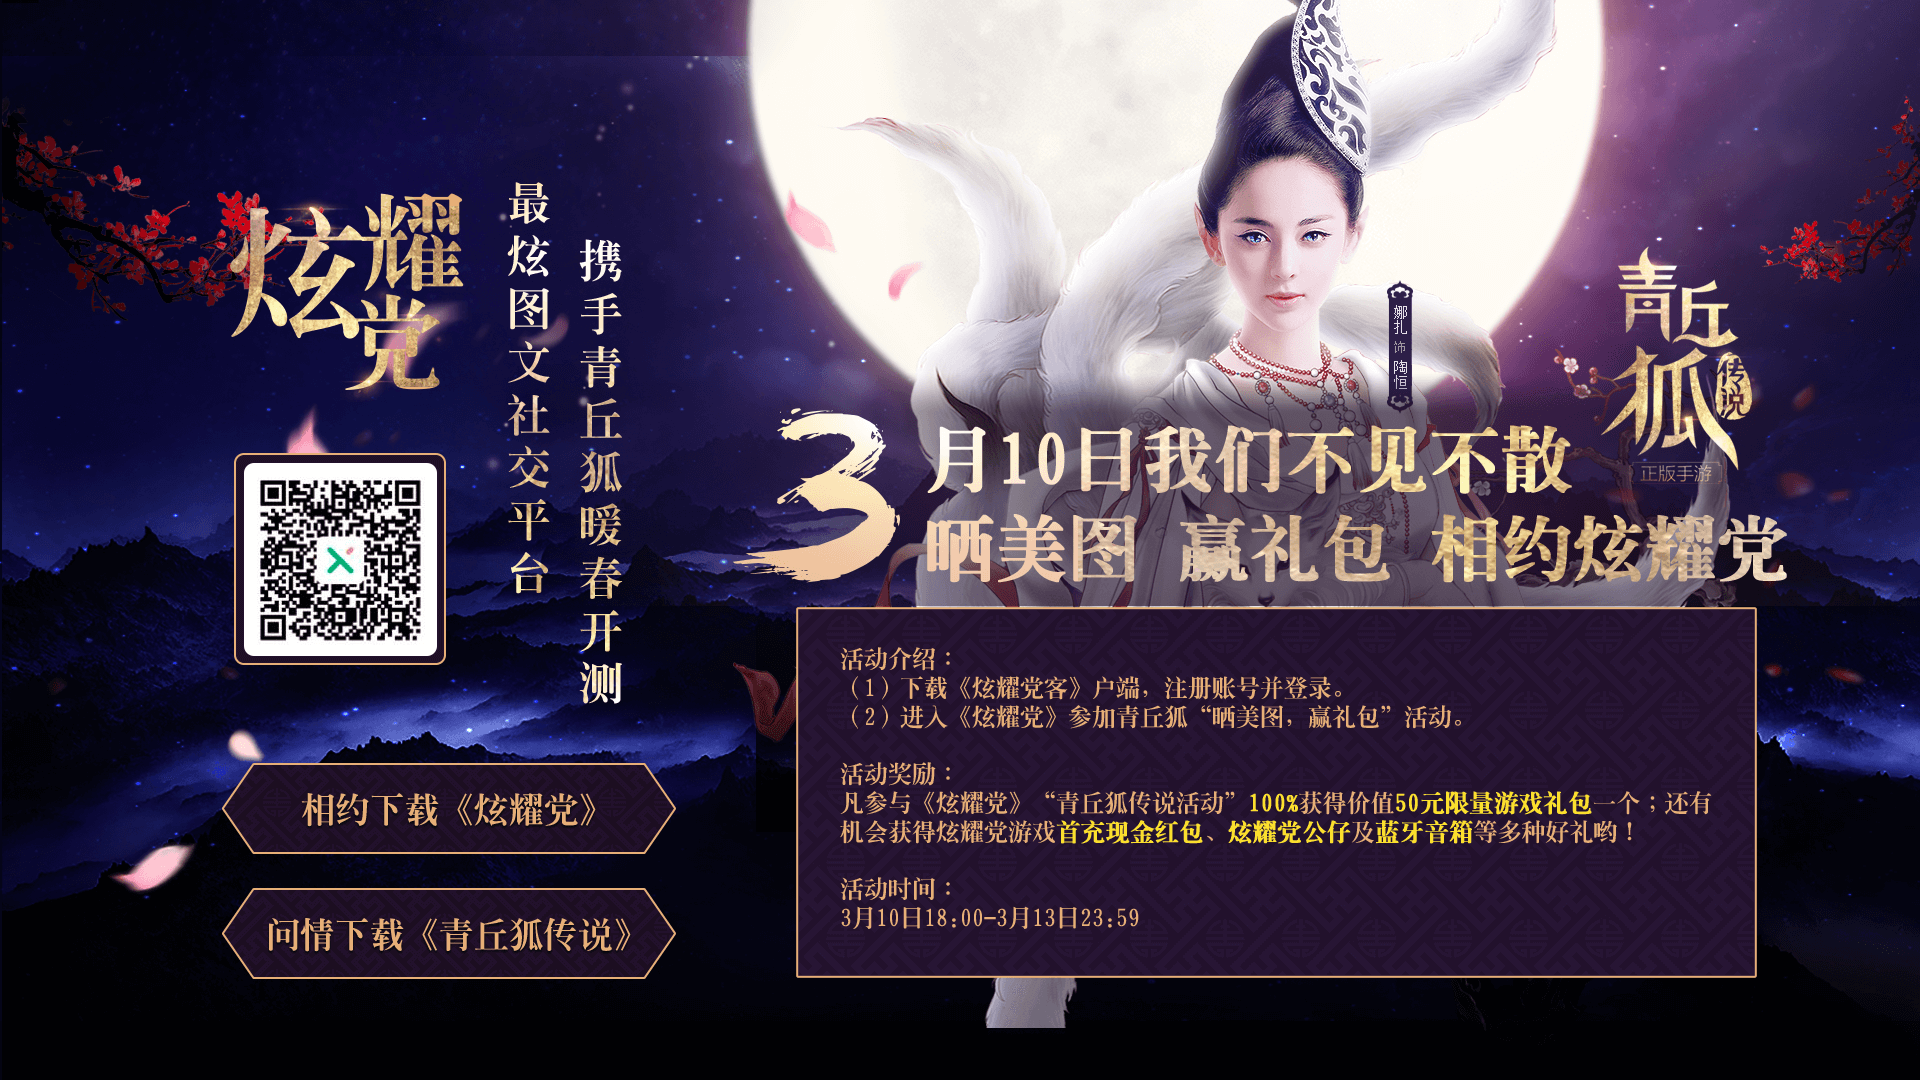 炫耀党
最炫图文社交平台
携手青丘狐暖春开测
娜扎 饰 陶恒
青丘狐传说
正版手游
3月10日我们不见不散
晒美图 赢礼包 相约炫耀党
活动介绍：
（1）下载《炫耀党客》户端，注册账号并登录。
（2）进入《炫耀党》参加青丘狐“晒美图，赢礼包”活动。
活动奖励：
凡参与《炫耀党》“青丘狐传说活动”100%获得价值50元限量游戏礼包一个；还有
机会获得炫耀党游戏首充现金红包、炫耀党公仔及蓝牙音箱等多种好礼哟！
活动时间：
3月10日18:00-3月13日23:59
相约下载《炫耀党》
问情下载《青丘狐传说》